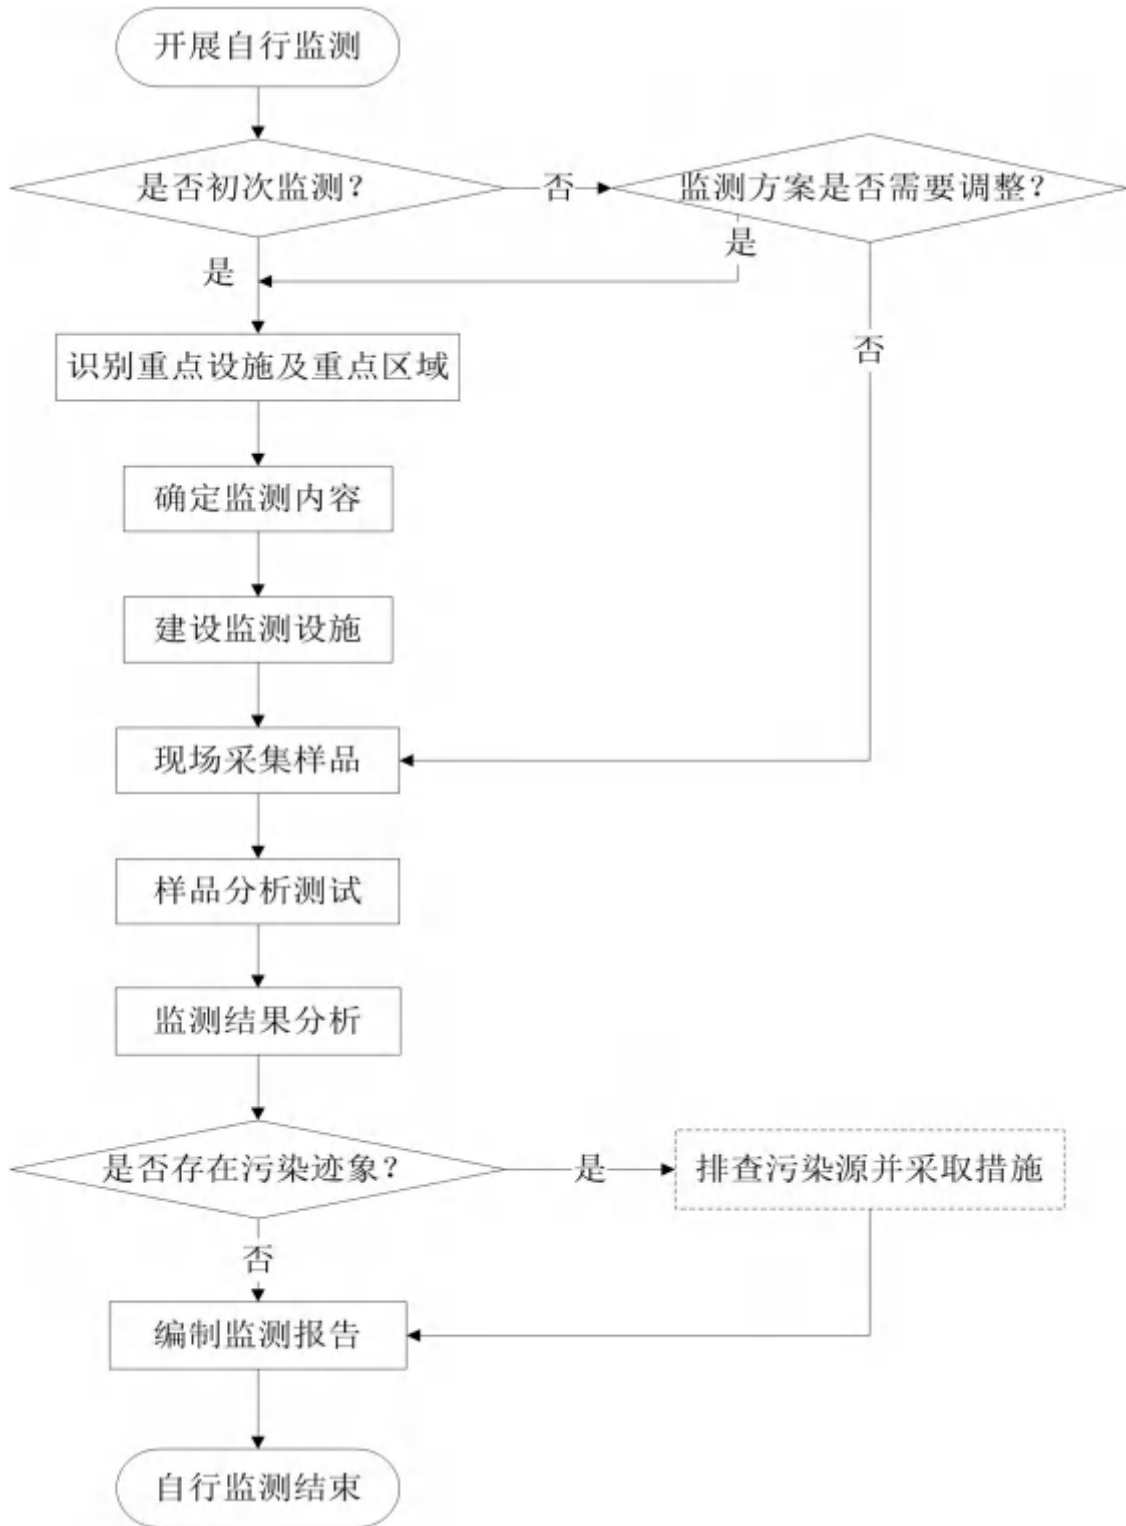 开展自行监测
是否初次监测？
否
监测方案是否需要调整？
是
是
识别重点设施及重点区域
否
确定监测内容
建设监测设施
现场采集样品
样品分析测试
监测结果分析
是否存在污染迹象？
是
排查污染源并采取措施
否
编制监测报告
自行监测结束